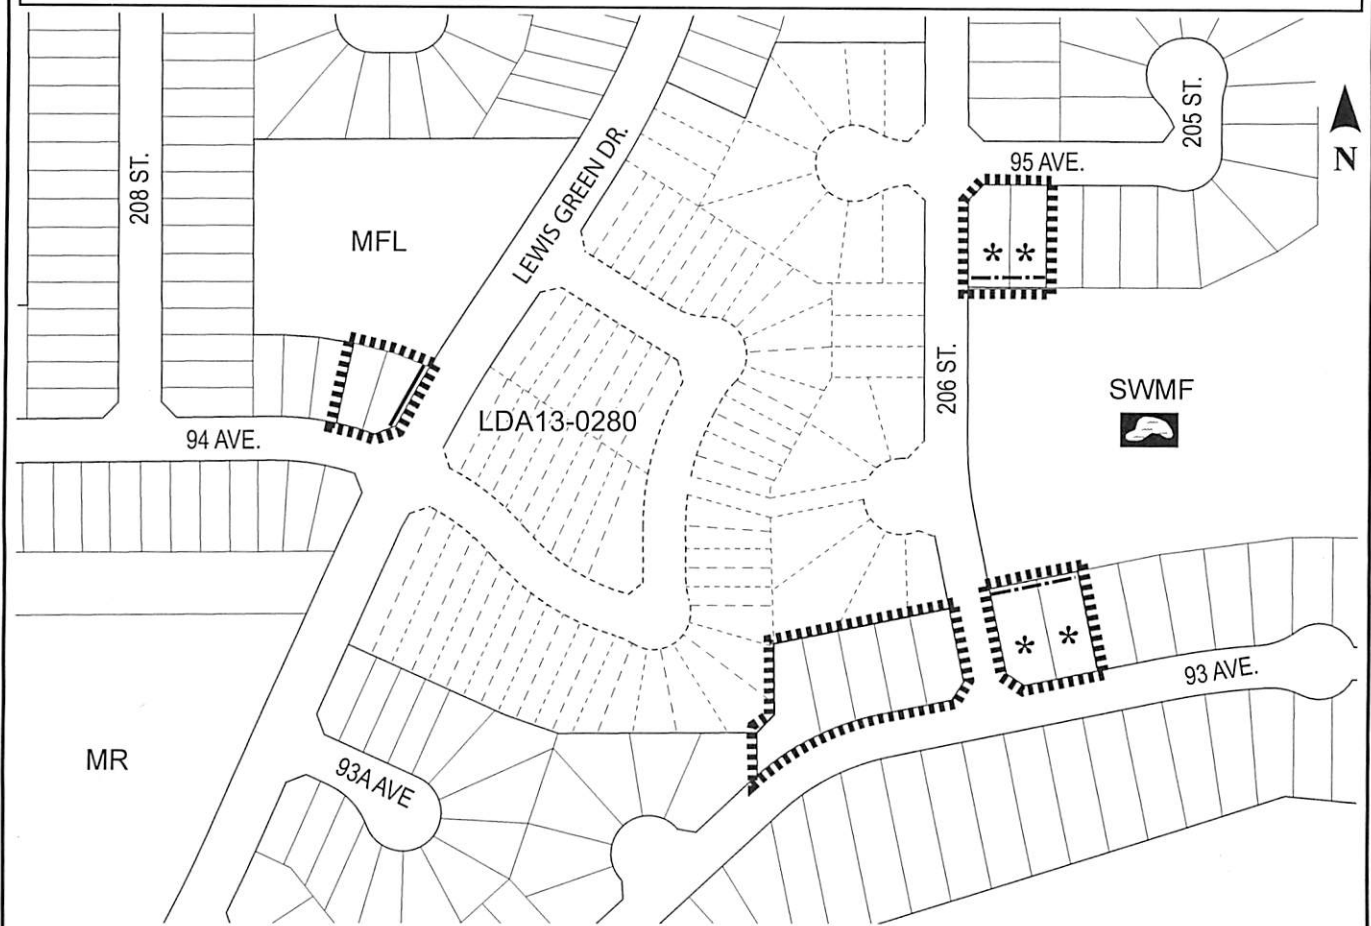 205 ST.
208 ST.
95 AVE.
N
LEWIS GREEN DR.
MFL
206 ST.
SWMF
LDA13-0280
94 AVE.
* *
* *
93 AVE.
MR
93A AVE